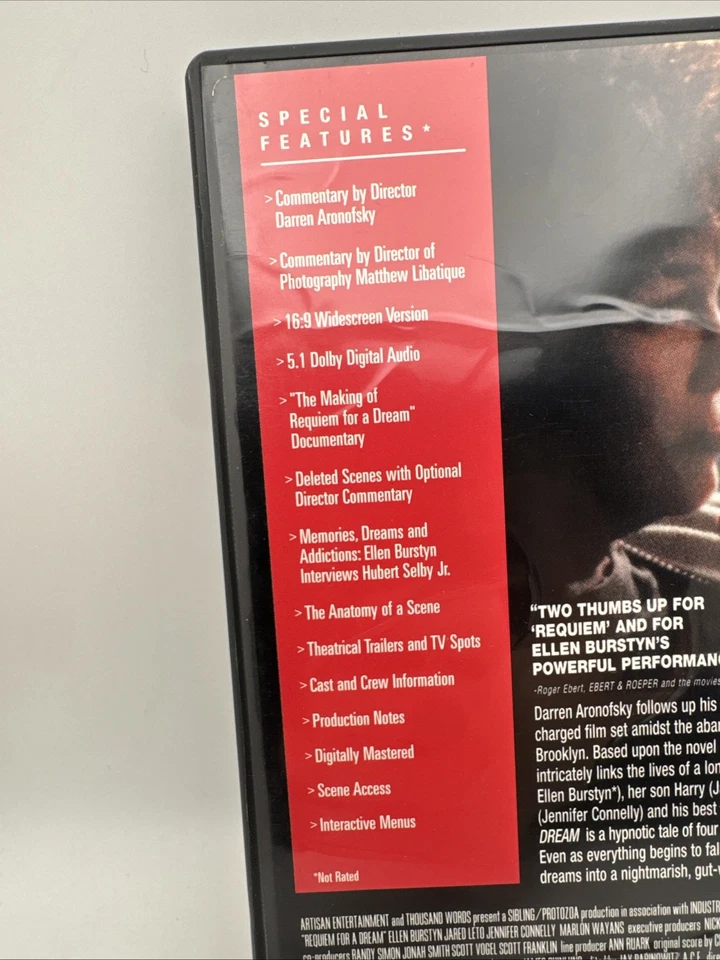 SPECIAL
FEATURES*
> Commentary by Director
Darren Aronofsky
> Commentary by Director of
Photography Matthew Libatique
> 16:9 Widescreen Version
> 5.1 Dolby Digital Audio
> "The Making of
Requiem for a Dream"
Documentary
> Deleted Scenes with Optional
Director Commentary
> Memories, Dreams and
Addictions: Ellen Burstyn
Interviews Hubert Selby Jr.
> The Anatomy of a Scene
> Theatrical Trailers and TV Spots
> Cast and Crew Information
> Production Notes
> Digitally Mastered
> Scene Access
> Interactive Menus
*Not Rated
"TWO THUMBS UP FOR
'REQUIEM' AND FOR
ELLEN BURSTYN'S
POWERFUL PERFORMAN
-Roger Ebert, EBERT & ROEPER and the movies
Darren Aronofsky follows up his
charged film set amidst the aba
Brooklyn. Based upon the novel
intricately links the lives of a lon
Ellen Burstyn*), her son Harry (J
(Jennifer Connelly) and his best
DREAM is a hypnotic tale of four
Even as everything begins to fal
dreams into a nightmarish, gut-
ARTISAN ENTERTAINMENT and THOUSAND WORDS present a SIBLING/PROTOZOA production in association with INDUSTR
"REQUIEM FOR A DREAM" ELLEN BURSTYN JARED LETO JENNIFER CONNELLY MARLON WAYANS executive producers NICK
co-producers RANDY SIMON JONAH SMITH SCOTT VOGEL SCOTT FRANKLIN line producer ANN RUARK original score by C